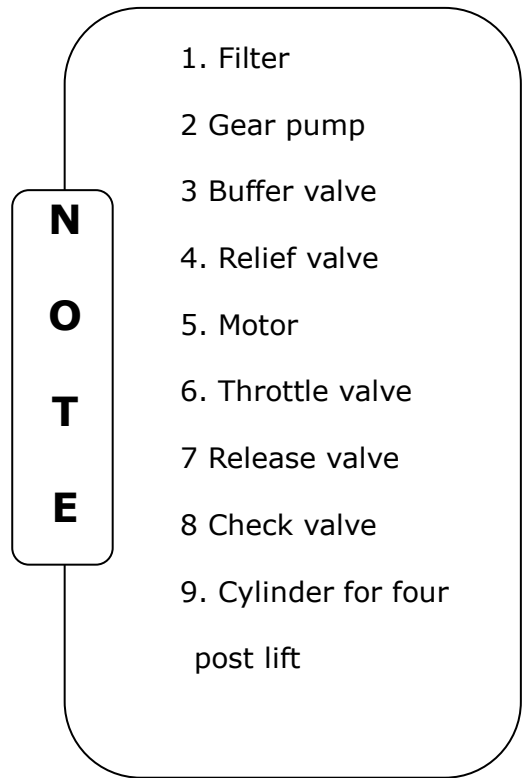 N
O
T
E
1. Filter
2 Gear pump
3 Buffer valve
4. Relief valve
5. Motor
6. Throttle valve
7 Release valve
8 Check valve
9. Cylinder for four
post lift